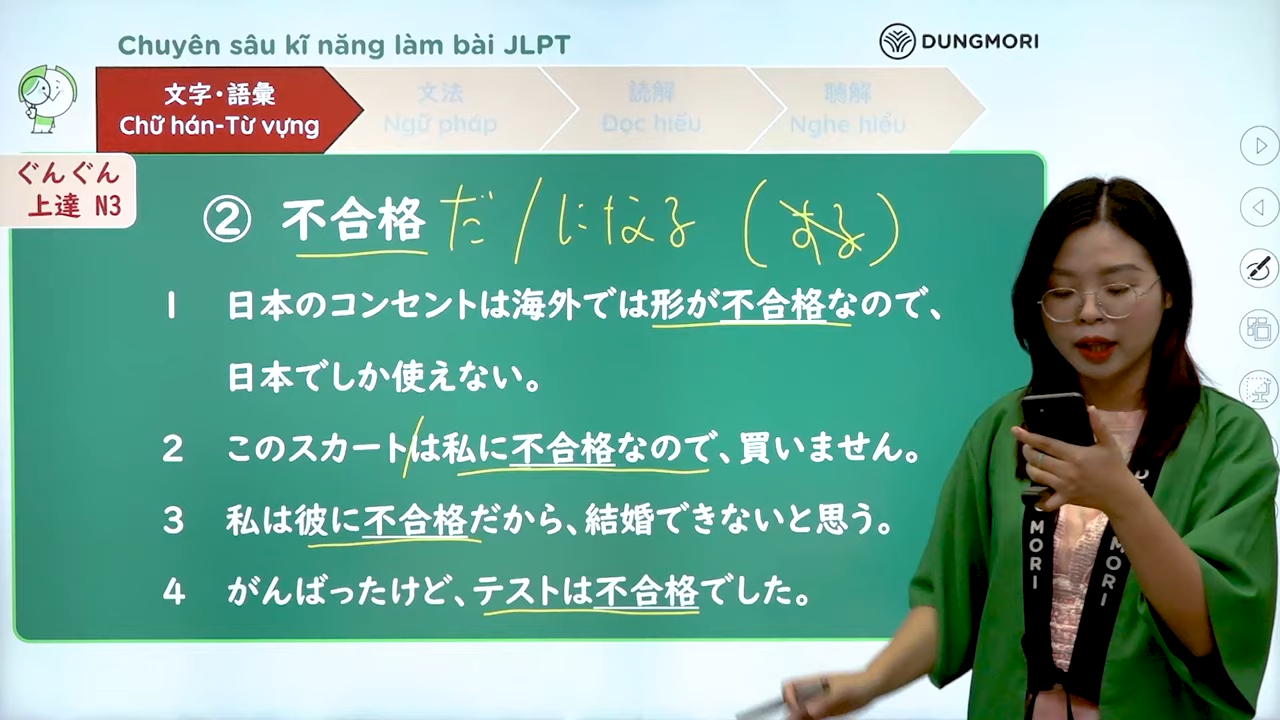 Chuyên sâu kĩ năng làm bài JLPT
DUNGMORI
文字・語彙
Chữ hán-Từ vựng
文法
Ngữ pháp
読解
Đọc hiểu
聴解
Nghe hiểu
ぐんぐん
上達 N3
② 不合格 だ / になる (する)
1 日本のコンセントは海外では形が不合格なので、
日本でしか使えない。
2 このスカートは私に不合格なので、買いません。
3 私は彼に不合格だから、結婚できないと思う。
4 がんばったけど、テストは不合格でした。
MORI
MORI